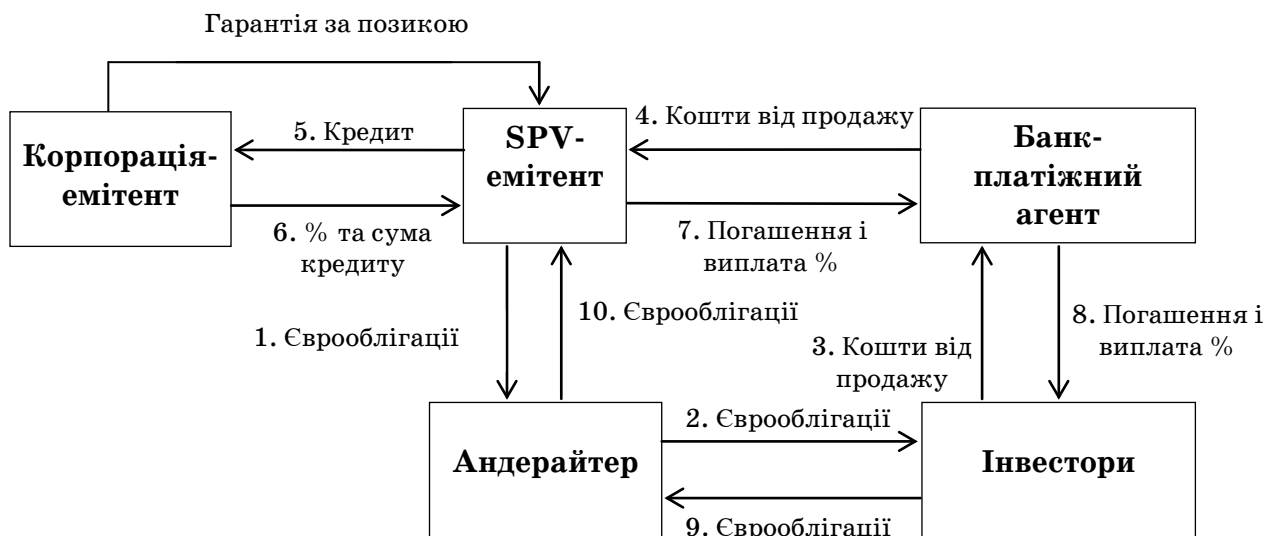 Гарантія за позикою
Корпорація-
емітент
5. Кредит
6. % та сума
кредиту
SPV-
емітент
4. Кошти від продажу
7. Погашення і
виплата %
Банк-
платіжний
агент
1. Єврооблігації
10. Єврооблігації
3. Кошти від
продажу
8. Погашення і
виплата %
Андерайтер
2. Єврооблігації
9. Єврооблігації
Інвестори